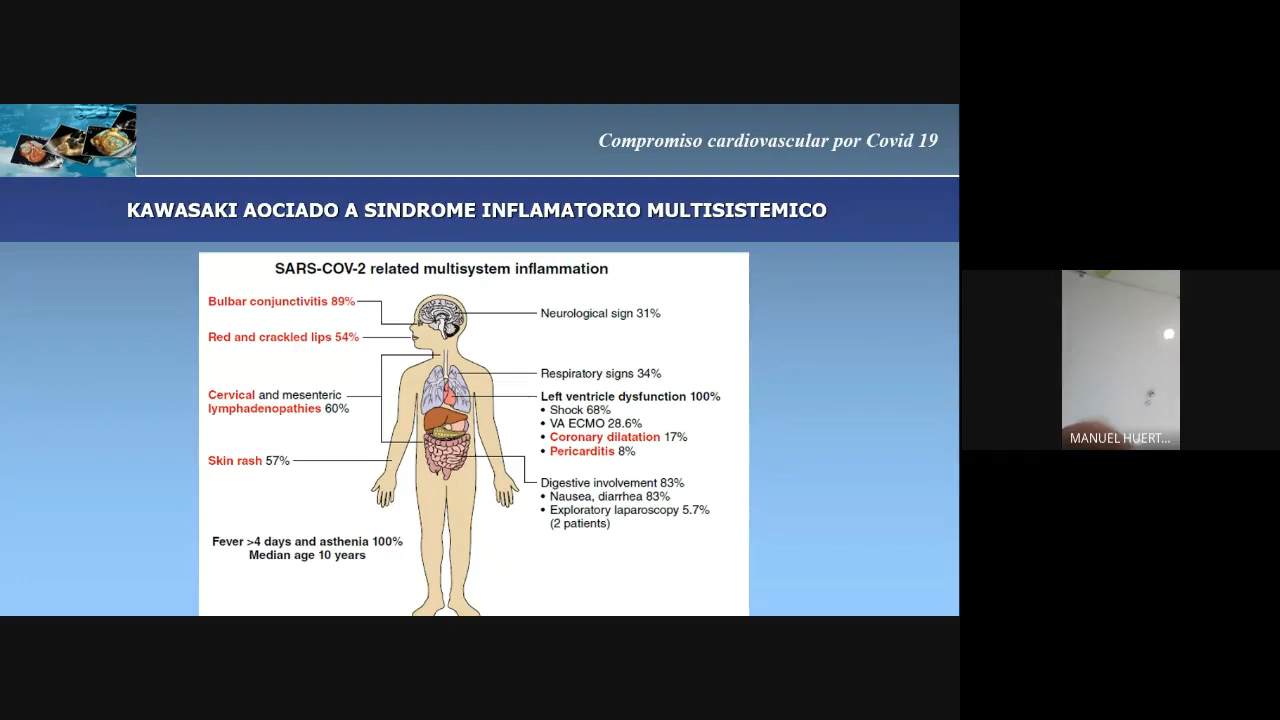 Compromiso cardiovascular por Covid 19
KAWASAKI AOCIADO A SINDROME INFLAMATORIO MULTISISTEMICO
SARS-COV-2 related multisystem inflammation
Bulbar conjunctivitis 89%
Red and crackled lips 54%
Cervical and mesenteric
lymphadenopathies 60%
Skin rash 57%
Fever >4 days and asthenia 100%
Median age 10 years
Neurological sign 31%
Respiratory signs 34%
Left ventricle dysfunction 100%
• Shock 68%
• VA ECMO 28.6%
• Coronary dilatation 17%
• Pericarditis 8%
Digestive involvement 83%
• Nausea, diarrhea 83%
• Exploratory laparoscopy 5.7%
(2 patients)
MANUEL HUERT...